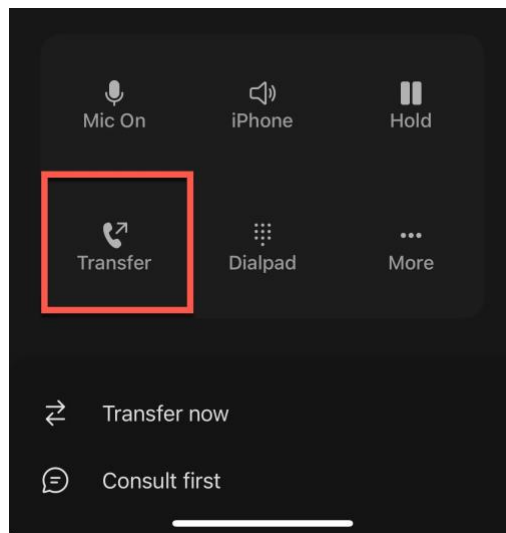 Mic On
iPhone
Hold
Transfer
Dialpad
More
Transfer now
Consult first